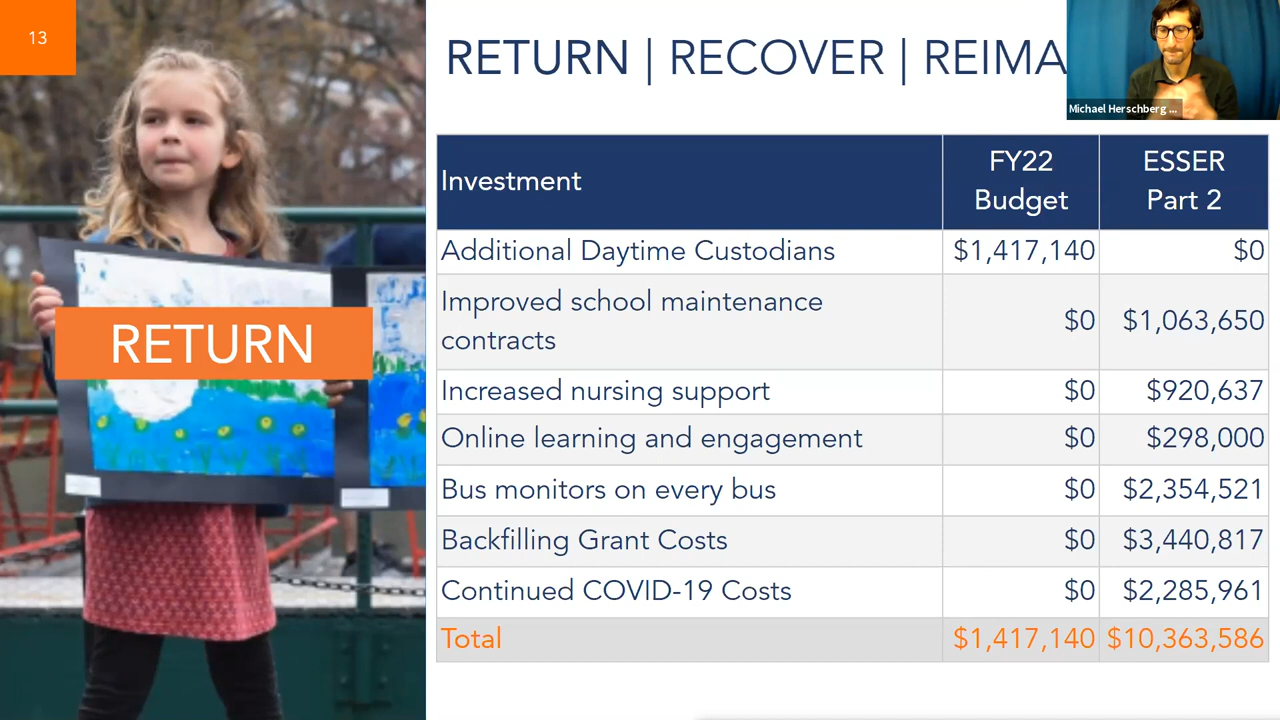 13
RETURN | RECOVER | REIMA
Michael Herschberg ...
RETURN
Investment FY22 Budget ESSER Part 2
Additional Daytime Custodians $1,417,140 $0
Improved school maintenance contracts $0 $1,063,650
Increased nursing support $0 $920,637
Online learning and engagement $0 $298,000
Bus monitors on every bus $0 $2,354,521
Backfilling Grant Costs $0 $3,440,817
Continued COVID-19 Costs $0 $2,285,961
Total $1,417,140 $10,363,586